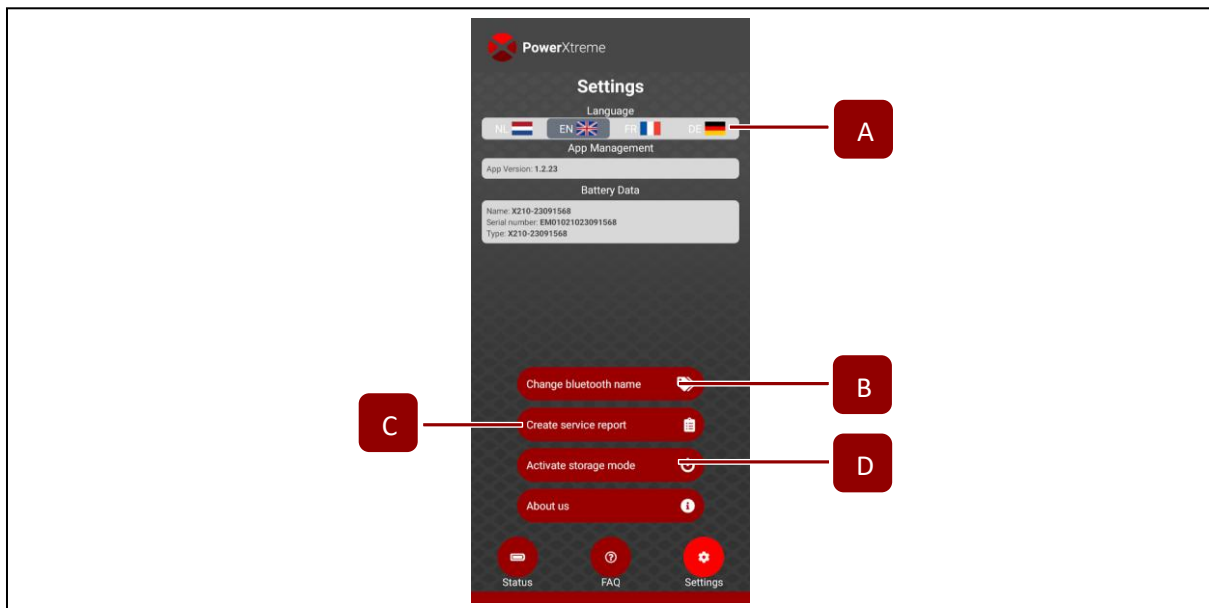 PowerXtreme
Settings
Language
NL EN FR DE
A
App Management
App Version: 1.2.23
Battery Data
Name: X210-23091568
Serial number: EM01021023091568
Type: X210-23091568
Change bluetooth name
B
C
Create service report
Activate storage mode
D
About us
Status FAQ Settings